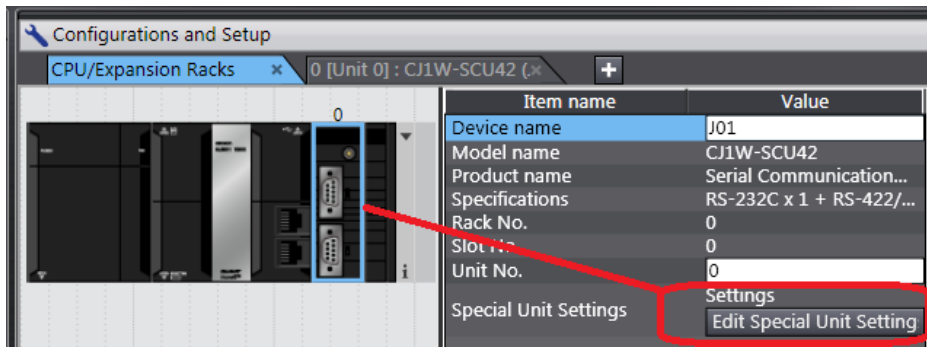 Configurations and Setup
CPU/Expansion Racks × 0 [Unit 0] : CJ1W-SCU42 (.× +
0
Item name Value
Device name J01
Model name CJ1W-SCU42
Product name Serial Communication...
Specifications RS-232C x 1 + RS-422/...
Rack No. 0
Slot No. 0
Unit No. 0
Special Unit Settings Settings
Edit Special Unit Setting
i